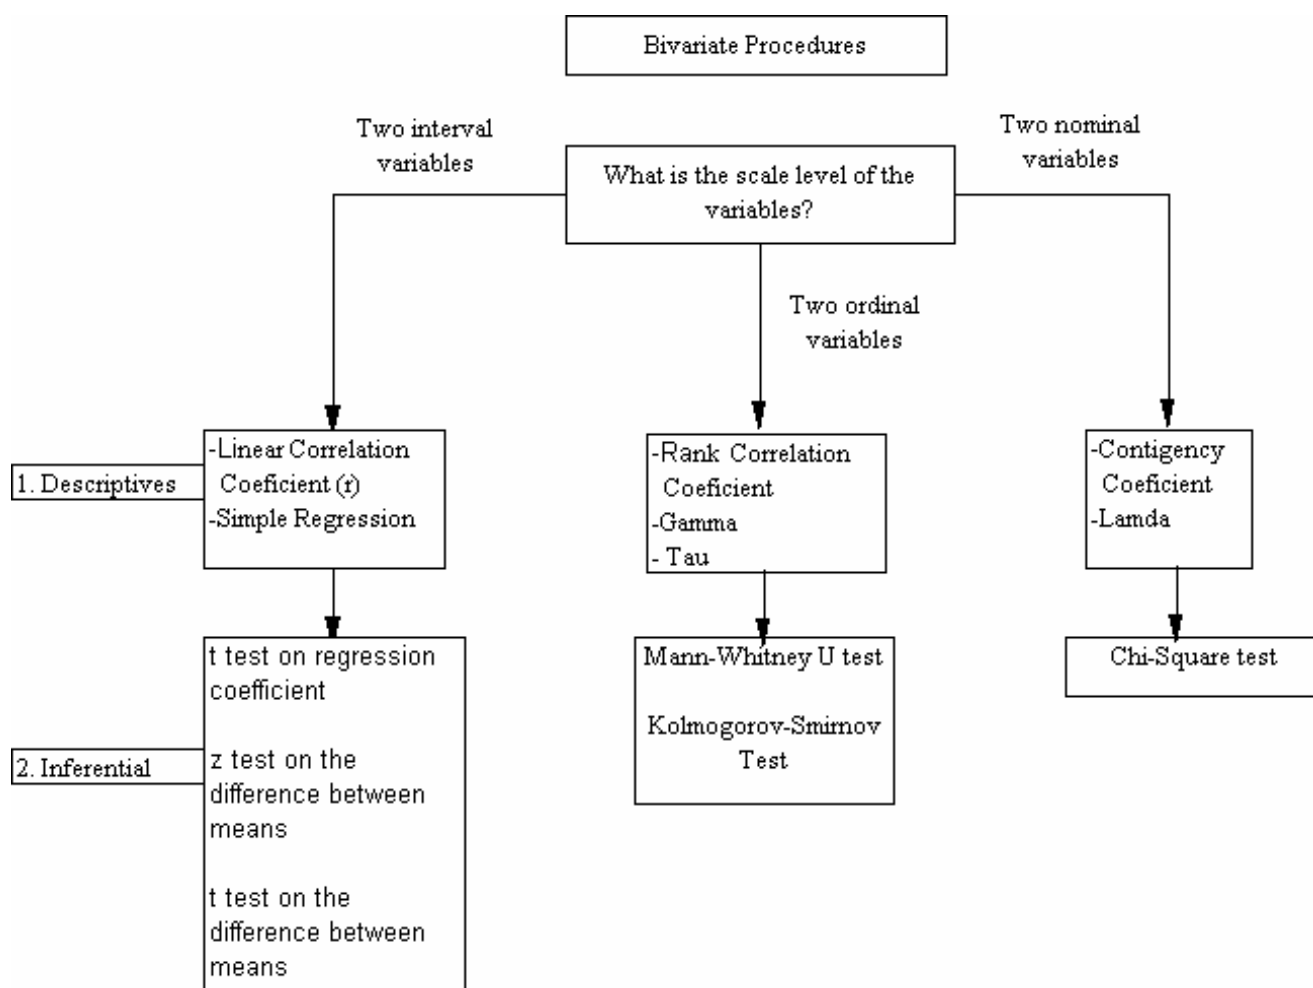 Bivariate Procedures
Two interval
variables
Two nominal
variables
What is the scale level of the
variables?
Two ordinal
variables
1. Descriptives
-Linear Correlation
Coeficient (r)
-Simple Regression
-Rank Correlation
Coeficient
-Gamma
- Tau
-Contigency
Coeficient
-Lamda
2. Inferential
t test on regression
coefficient
z test on the
difference between
means
t test on the
difference between
means
Mann-Whitney U test
Kolmogorov-Smirnov
Test
Chi-Square test